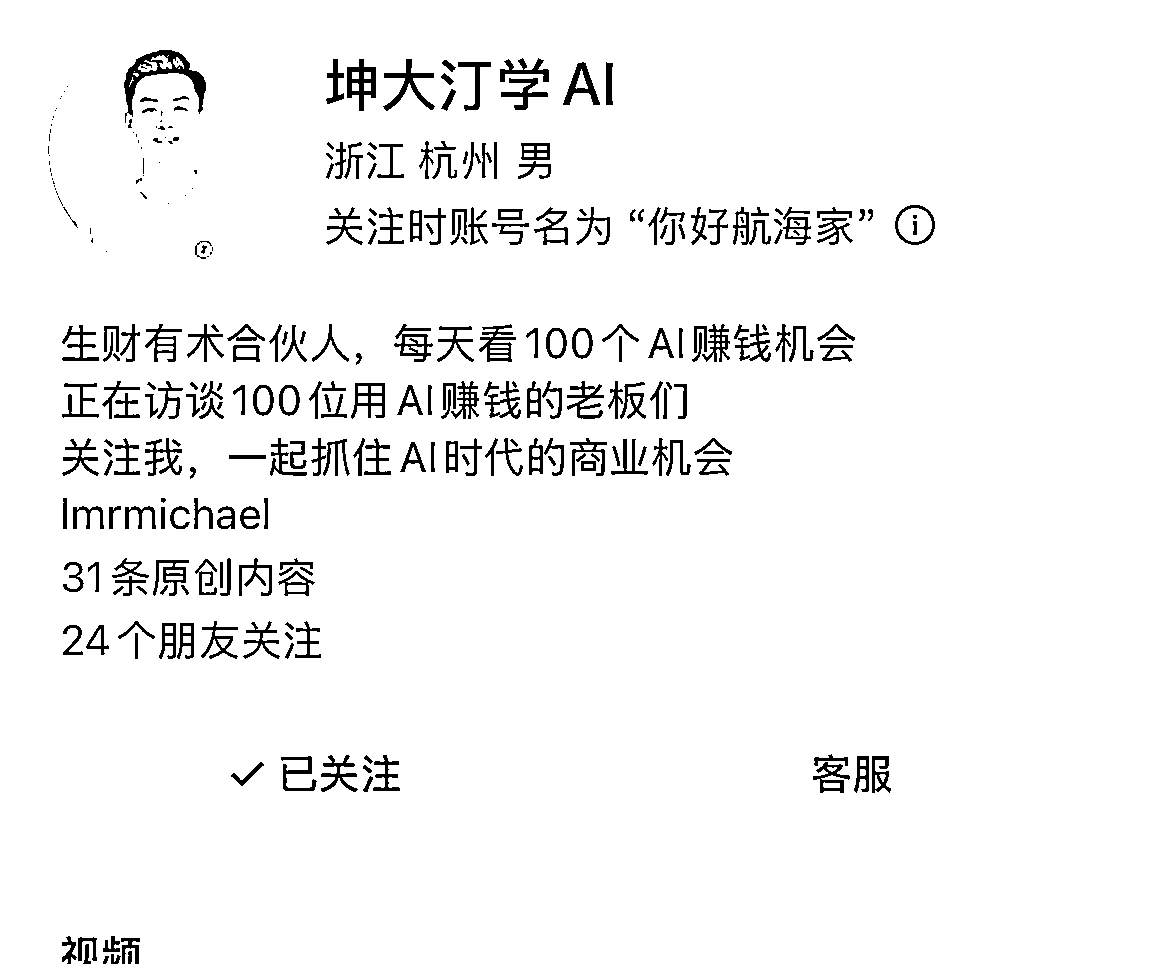 坤大汀学AI
浙江 杭州 男
关注时账号名为 “你好航海家”
生财有术合伙人，每天看100个AI赚钱机会
正在访谈100位用AI赚钱的老板们
关注我，一起抓住AI时代的商业机会
lmrmichael
31条原创内容
24个朋友关注
已关注
客服
视频